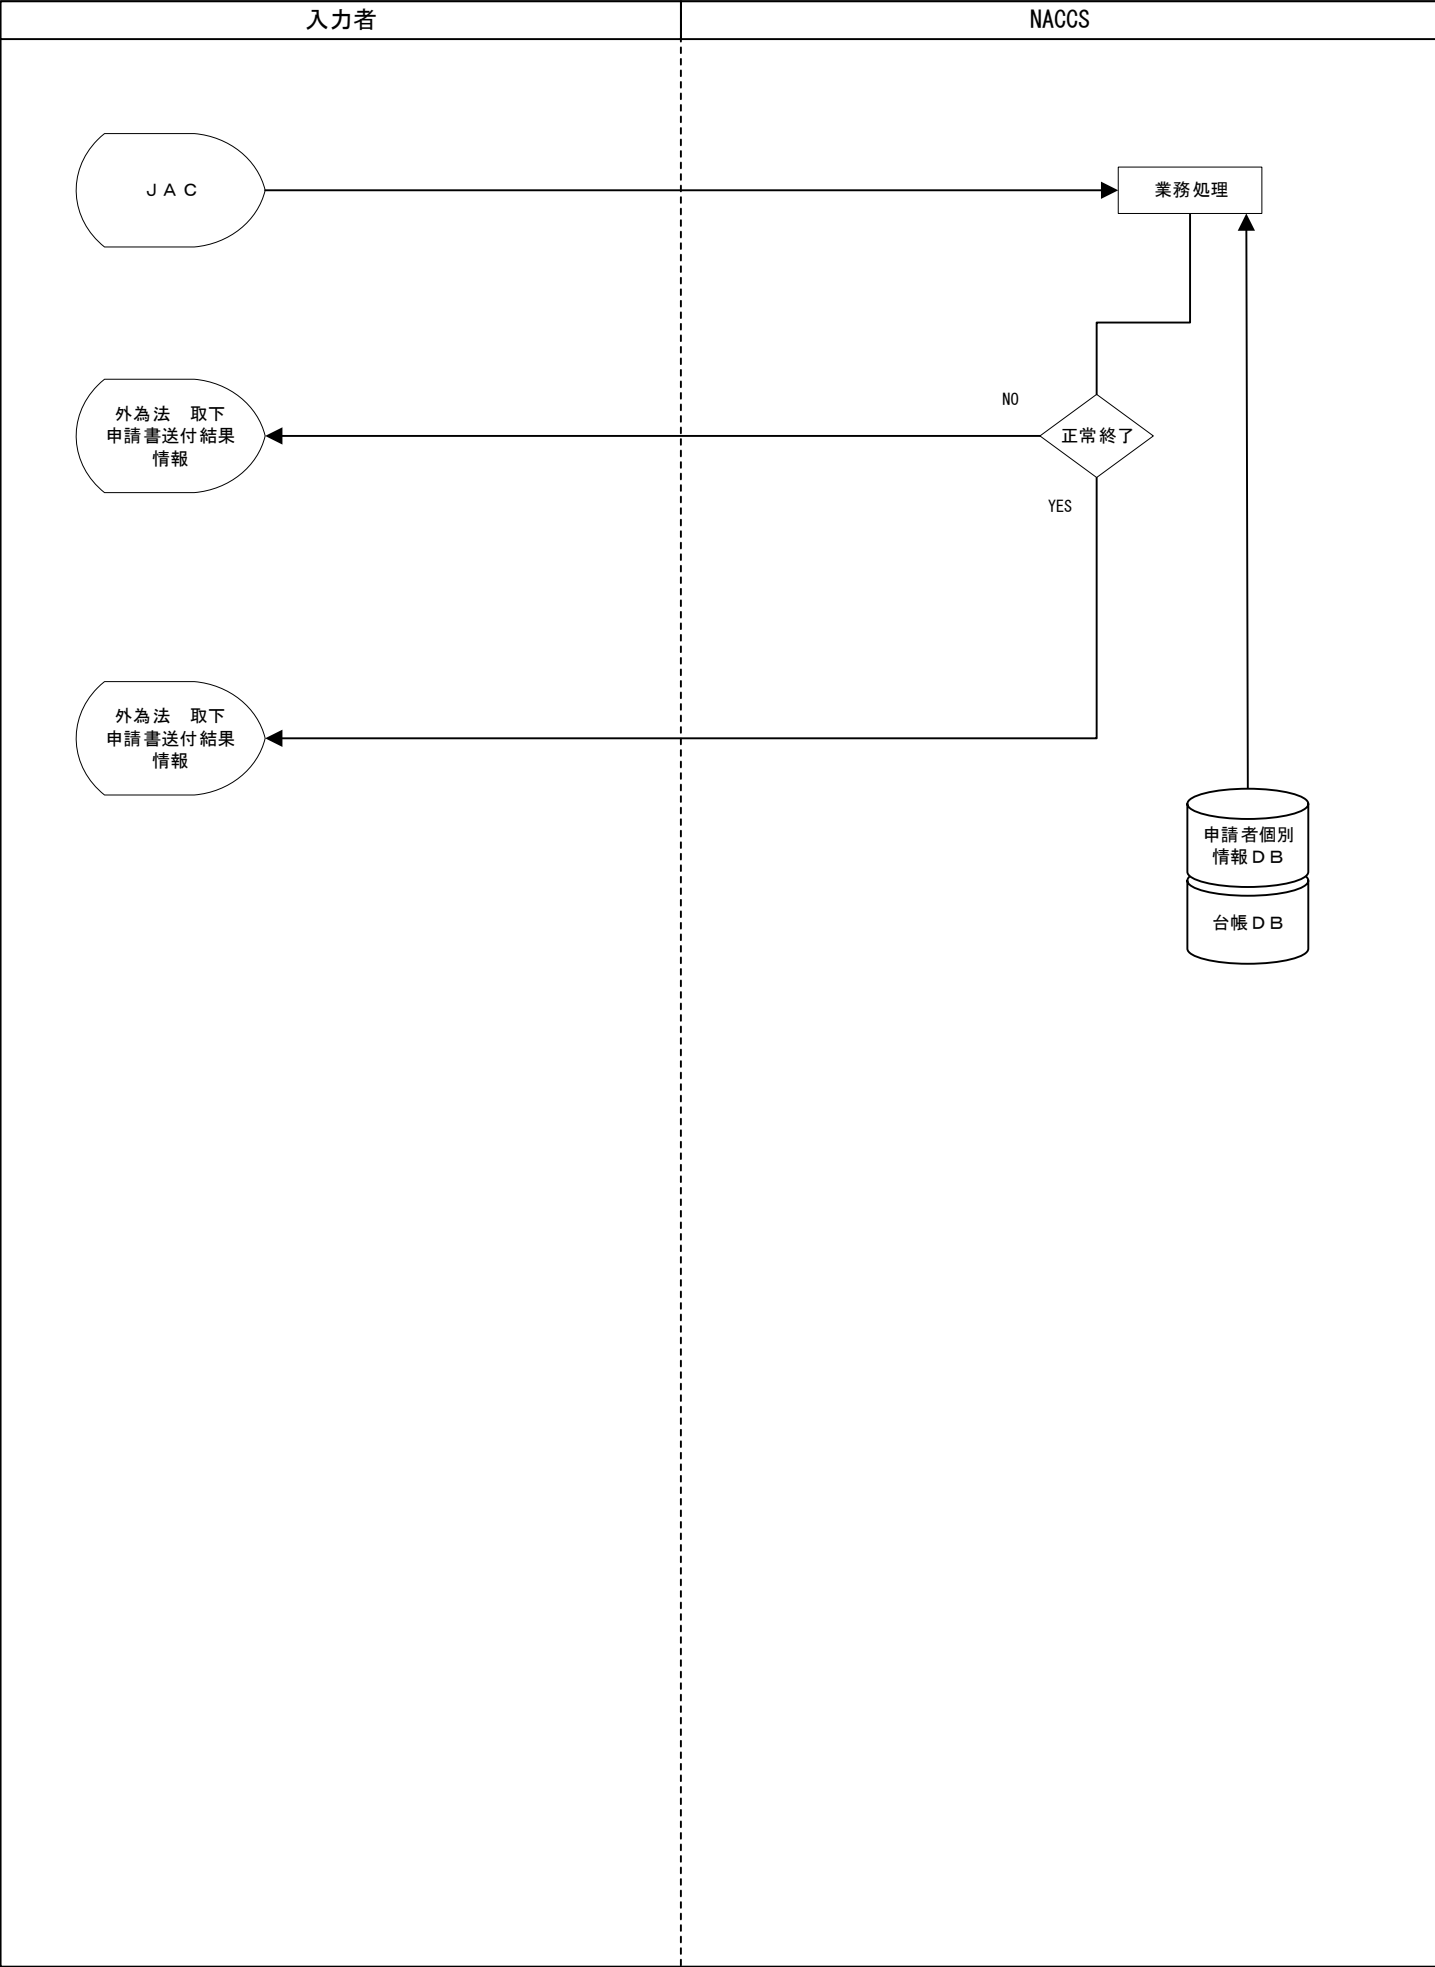 入力者
NACCS
ＪＡＣ
業務処理
NO
外為法　取下
申請書送付結果
情報
正常終了
YES
外為法　取下
申請書送付結果
情報
申請者個別
情報ＤＢ
台帳ＤＢ